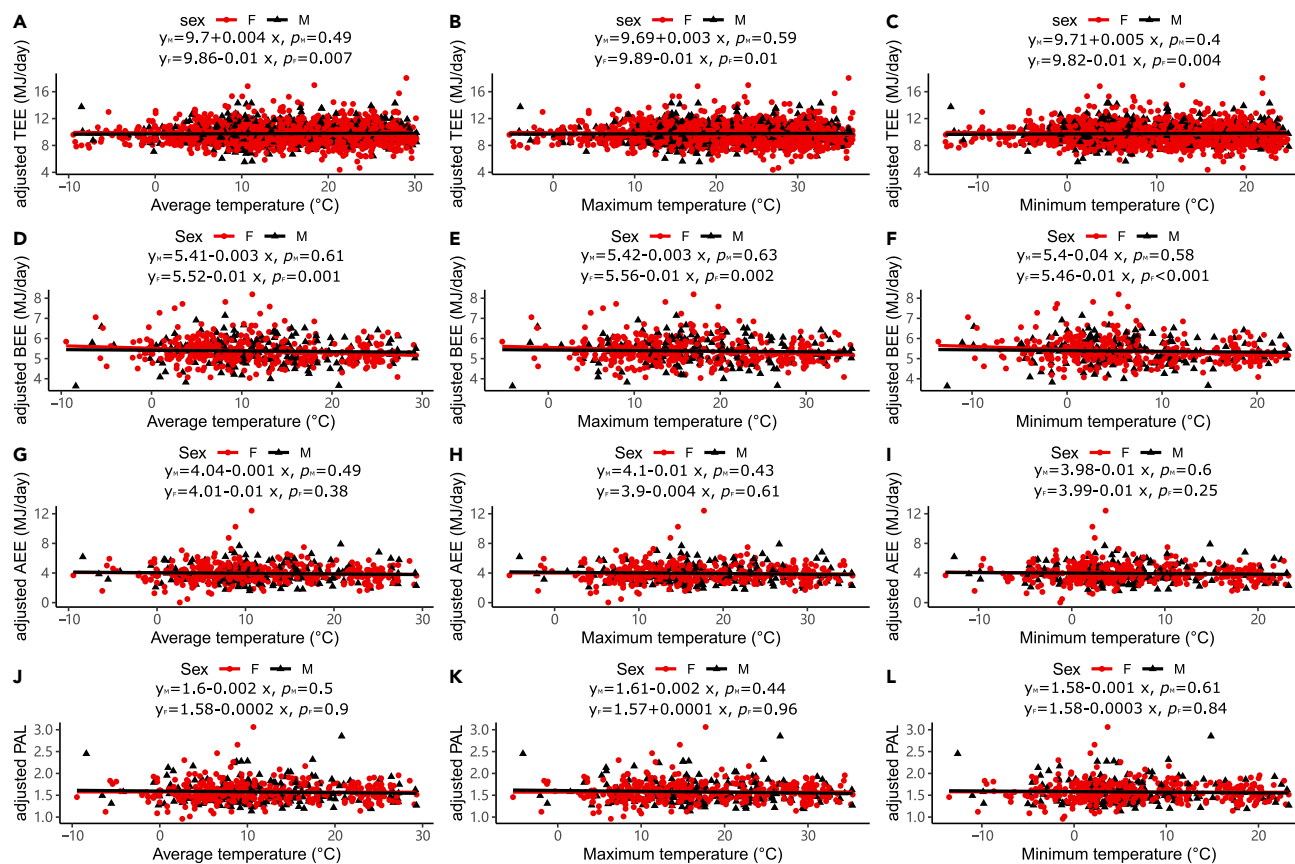 A
sex F M
yM=9.7+0.004 x, pM=0.49
yF=9.86-0.01 x, pF=0.007
adjusted TEE (MJ/day)
16
12
8
4
−10 0 10 20 30
Average temperature (°C)
B
sex F M
yM=9.69+0.003 x, pM=0.59
yF=9.89-0.01 x, pF=0.01
adjusted TEE (MJ/day)
16
12
8
4
0 10 20 30
Maximum temperature (°C)
C
sex F M
yM=9.71+0.005 x, pM=0.4
yF=9.82-0.01 x, pF=0.004
adjusted TEE (MJ/day)
16
12
8
4
−10 0 10 20
Minimum temperature (°C)
D
Sex F M
yM=5.41-0.003 x, pM=0.61
yF=5.52-0.01 x, pF=0.001
adjusted BEE (MJ/day)
8
7
6
5
4
−10 0 10 20 30
Average temperature (°C)
E
Sex F M
yM=5.42-0.003 x, pM=0.63
yF=5.56-0.01 x, pF=0.002
adjusted BEE (MJ/day)
8
7
6
5
4
0 10 20 30
Maximum temperature (°C)
F
Sex F M
yM=5.4-0.04 x, pM=0.58
yF=5.46-0.01 x, pF<0.001
adjusted BEE (MJ/day)
8
7
6
5
4
−10 0 10 20
Minimum temperature (°C)
G
Sex F M
yM=4.04-0.001 x, pM=0.49
yF=4.01-0.01 x, pF=0.38
adjusted AEE (MJ/day)
12
8
4
0
−10 0 10 20 30
Average temperature (°C)
H
Sex F M
yM=4.1-0.01 x, pM=0.43
yF=3.9-0.004 x, pF=0.61
adjusted AEE (MJ/day)
12
8
4
0
0 10 20 30
Maximum temperature (°C)
I
Sex F M
yM=3.98-0.01 x, pM=0.6
yF=3.99-0.01 x, pF=0.25
adjusted AEE (MJ/day)
12
8
4
0
−10 0 10 20
Minimum temperature (°C)
J
Sex F M
yM=1.6-0.002 x, pM=0.5
yF=1.58-0.0002 x, pF=0.9
adjusted PAL
3.0
2.5
2.0
1.5
1.0
−10 0 10 20 30
Average temperature (°C)
K
Sex F M
yM=1.61-0.002 x, pM=0.44
yF=1.57+0.0001 x, pF=0.96
adjusted PAL
3.0
2.5
2.0
1.5
1.0
0 10 20 30
Maximum temperature (°C)
L
Sex F M
yM=1.58-0.001 x, pM=0.61
yF=1.58-0.0003 x, pF=0.84
adjusted PAL
3.0
2.5
2.0
1.5
1.0
−10 0 10 20
Minimum temperature (°C)